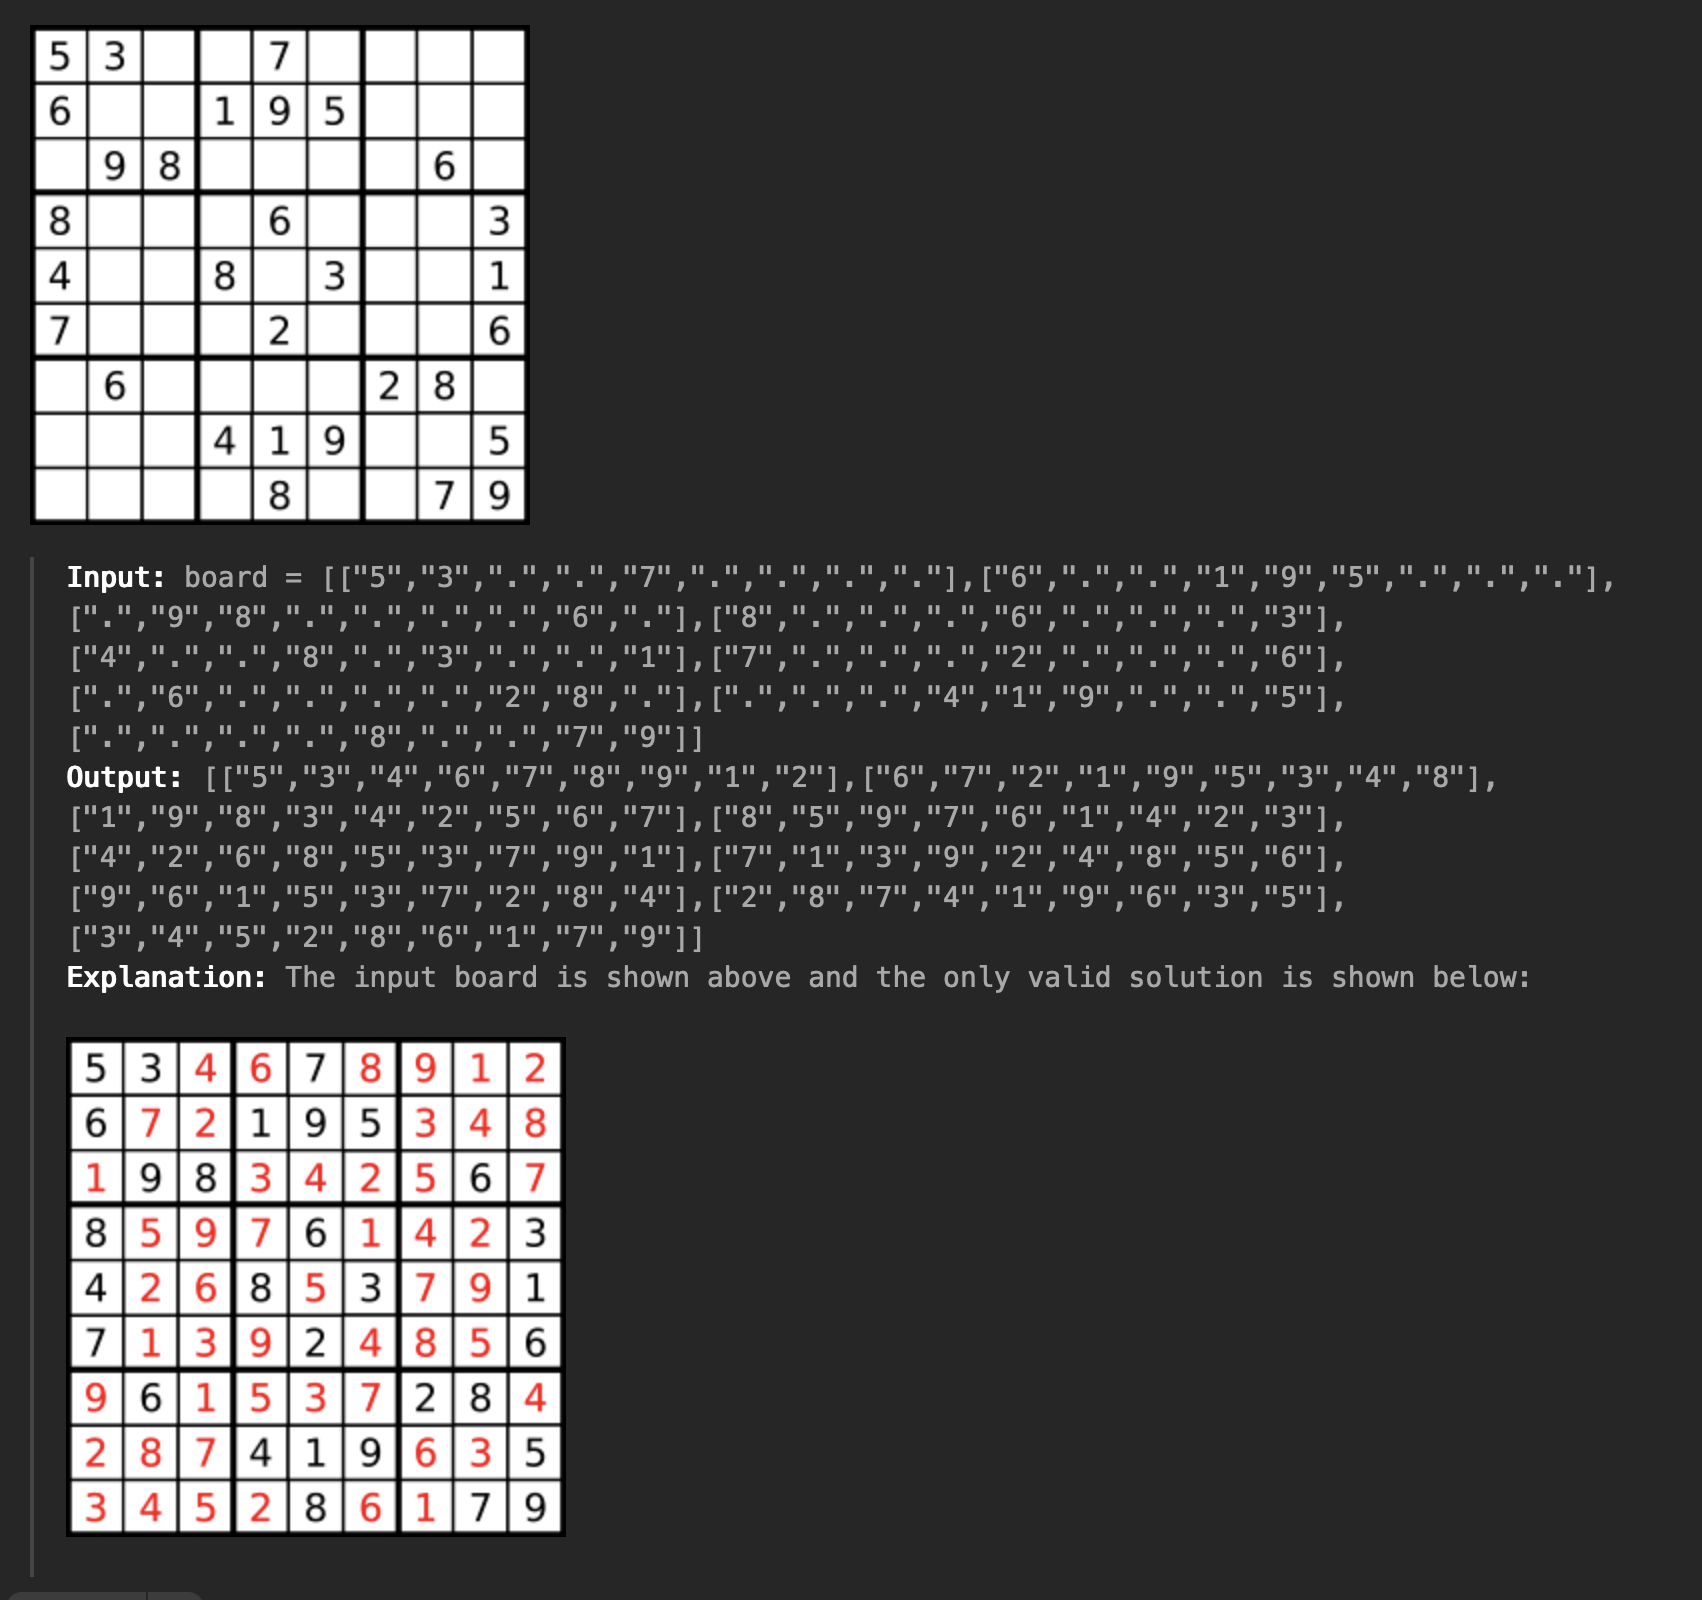 5 3 7
6 1 9 5
9 8 6
8 6 3
4 8 3 1
7 2 6
6 2 8
4 1 9 5
8 7 9
Input: board = [["5","3",".",".","7",".",".",".","."],["6",".",".","1","9","5",".",".","."],
[".","9","8",".",".",".",".","6","."],["8",".",".",".","6",".",".",".","3"],
["4",".",".","8",".","3",".",".","1"],["7",".",".",".","2",".",".",".","6"],
[".","6",".",".",".",".","2","8","."],[".",".",".","4","1","9",".",".","5"],
[".",".",".",".","8",".",".","7","9"]]
Output: [["5","3","4","6","7","8","9","1","2"],["6","7","2","1","9","5","3","4","8"],
["1","9","8","3","4","2","5","6","7"],["8","5","9","7","6","1","4","2","3"],
["4","2","6","8","5","3","7","9","1"],["7","1","3","9","2","4","8","5","6"],
["9","6","1","5","3","7","2","8","4"],["2","8","7","4","1","9","6","3","5"],
["3","4","5","2","8","6","1","7","9"]]
Explanation: The input board is shown above and the only valid solution is shown below:
5 3 4 6 7 8 9 1 2
6 7 2 1 9 5 3 4 8
1 9 8 3 4 2 5 6 7
8 5 9 7 6 1 4 2 3
4 2 6 8 5 3 7 9 1
7 1 3 9 2 4 8 5 6
9 6 1 5 3 7 2 8 4
2 8 7 4 1 9 6 3 5
3 4 5 2 8 6 1 7 9